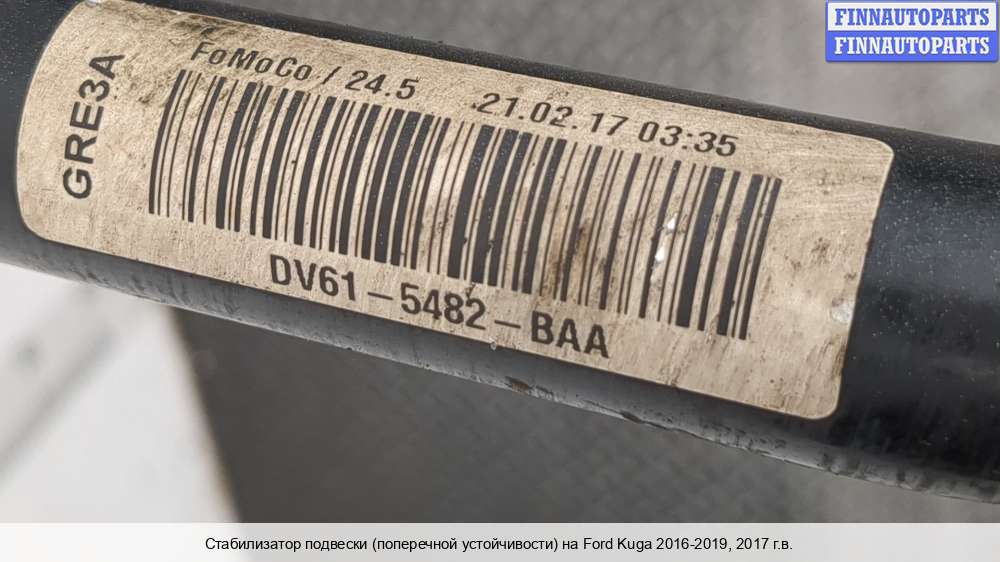 FINNAUTOPARTS
FINNAUTOPARTS
GRE3A
FoMoCo / 24.5 21.02.17 03:35
DV61-5482-BAA
Стабилизатор подвески (поперечной устойчивости) на Ford Kuga 2016-2019, 2017 г.в.